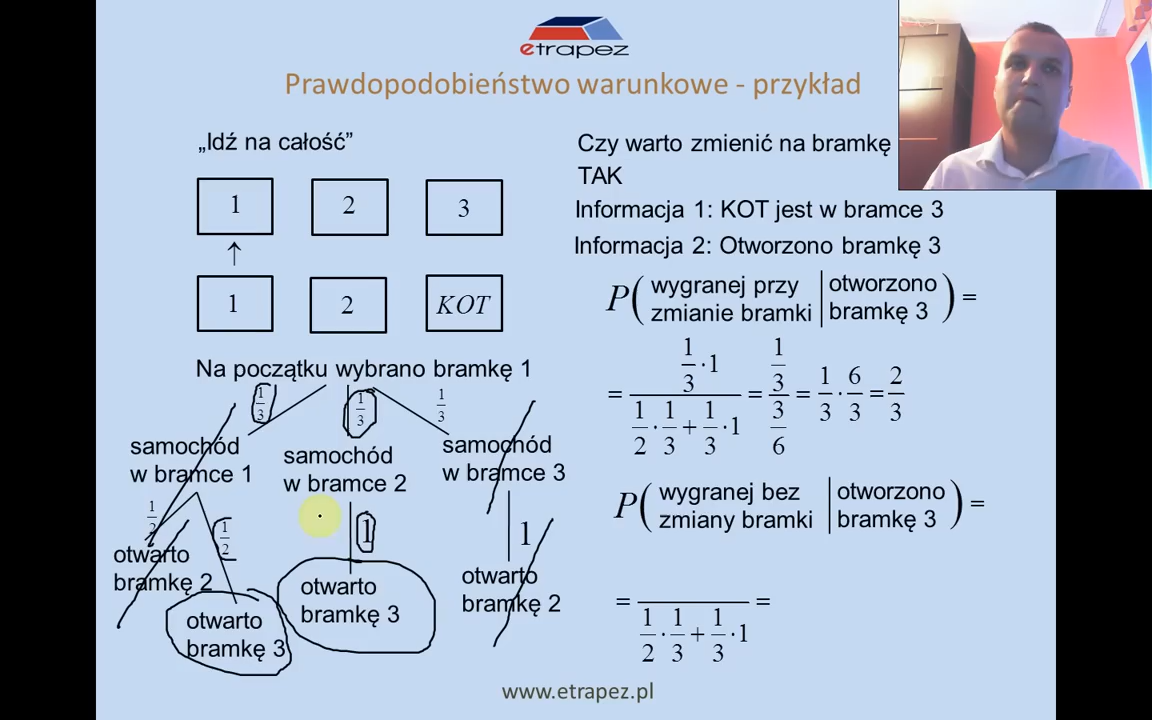 etrapez
Prawdopodobieństwo warunkowe - przykład
„Idź na całość”
1 2 3
↑
1 2 KOT
Na początku wybrano bramkę 1
1/3 1/3 1/3
samochód
w bramce 1
samochód
w bramce 2
samochód
w bramce 3
1/2 1/2 1 1
otwarto
bramkę 2
otwarto
bramkę 3
otwarto
bramkę 3
otwarto
bramkę 2
Czy warto zmienić na bramkę
TAK
Informacja 1: KOT jest w bramce 3
Informacja 2: Otworzono bramkę 3
P( wygranej przy zmianie bramki | otworzono bramkę 3 ) =
= (1/3 · 1) / (1/2 · 1/3 + 1/3 · 1) = (1/3) / (3/6) = 1/3 · 6/3 = 2/3
P( wygranej bez zmiany bramki | otworzono bramkę 3 ) =
= / (1/2 · 1/3 + 1/3 · 1) =
www.etrapez.pl